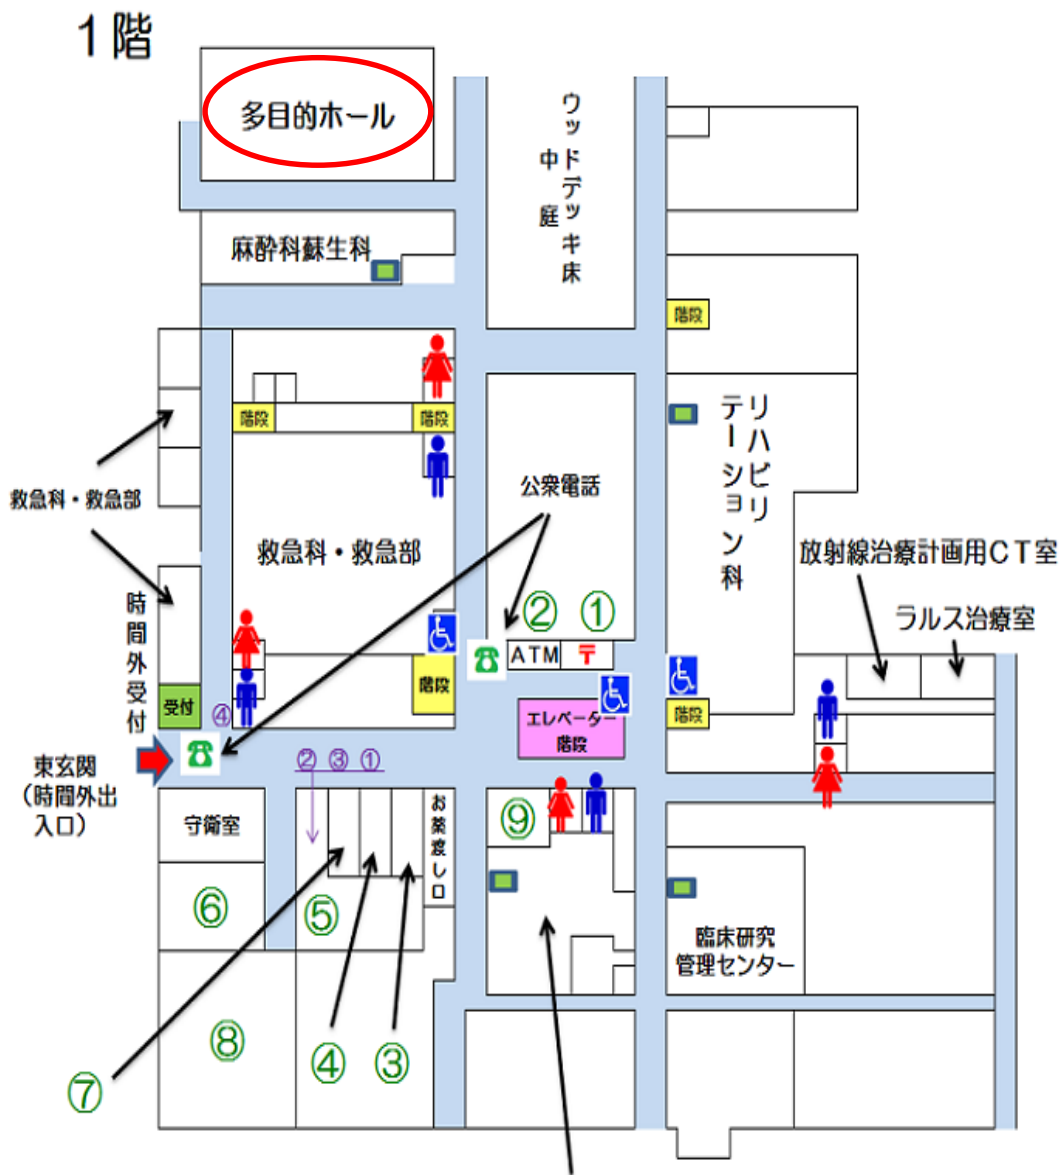 1階
多目的ホール
ウッドデッキ床
中庭
麻酔科蘇生科
階段
階段
階段
リハビリ
テーション科
公衆電話
救急科・救急部
救急科・救急部
放射線治療計画用CT室
ラルス治療室
② ①
ATM 〒
時間外受付
階段
受付
④
階段
エレベーター
階段
東玄関
(時間外出
入口)
② ③ ①
守衛室
お薬渡し口
⑨
⑥
⑤
臨床研究
管理センター
⑧
④
③
⑦